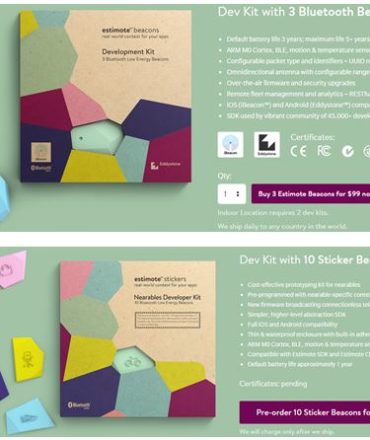 Dev Kit with 3 Bluetooth Be
estimote beacons
real world context for your apps
Development Kit
3 Bluetooth Low Energy Beacons
iBeacon
Eddystone
Bluetooth
Default battery life 3 years; maximum life 5+ years
ARM M0 Cortex, BLE, motion & temperature senso
Configurable packet type and identifiers – UUID
Omnidirectional antenna with configurable range
Over-the-air firmware and security upgrades
Remote fleet management and analytics – REST
iOS (iBeacon™) and Android (Eddystone™) compa
SDK used by vibrant community of 45.000+ devel
iBeacon
Eddystone
Certificates:
CE FC
Qty:
1
Buy 3 Estimote Beacons for $99 no
Indoor Location requires 2 dev kits.
We ship daily to any country in the world.
Dev Kit with 10 Sticker Bea
estimote stickers
real world context for your apps
Nearables Developer Kit
10 Bluetooth Low Energy Beacons
Bluetooth
Cost-effective prototyping kit for nearables
Pre-programmed with nearable-specific conte
New firmware broadcasting connectionless tel
Simpler, higher-level abstraction SDK
Full iOS and Android compatibility
Thin & waterproof enclosure with built-in adhe
ARM M0 Cortex, BLE, motion & temperature se
Compatible with Estimote SDK and Estimote Cl
Default battery life approximately 1 year
Certificates: pending
Pre-order 10 Sticker Beacons fo
We will charge only after we ship.